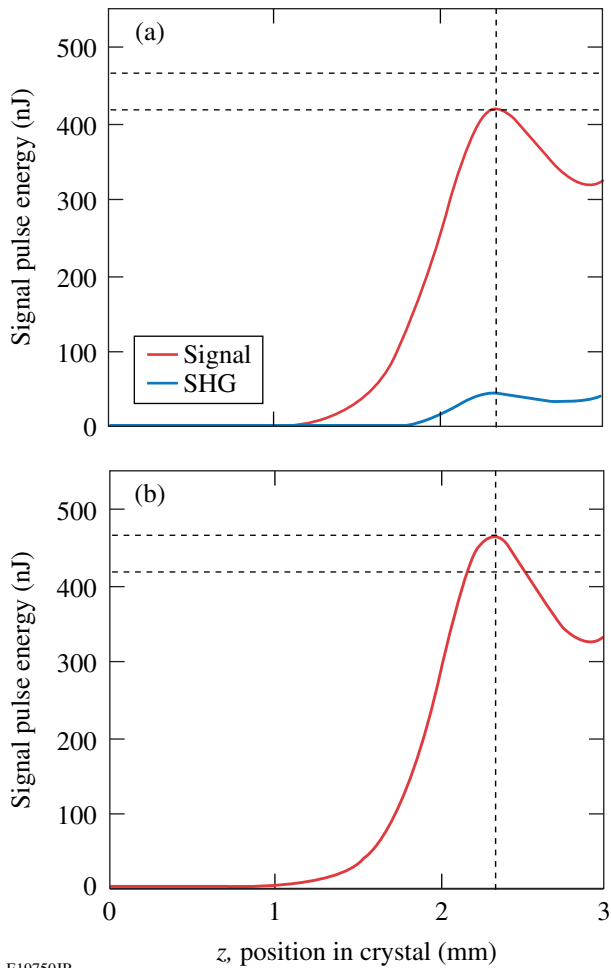 (a)
Signal pulse energy (nJ)
500
400
300
200
100
0
Signal
SHG
(b)
Signal pulse energy (nJ)
500
400
300
200
100
0
0
1
2
3
z, position in crystal (mm)